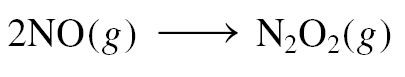 2NO(g) ⟶ N₂O₂(g)